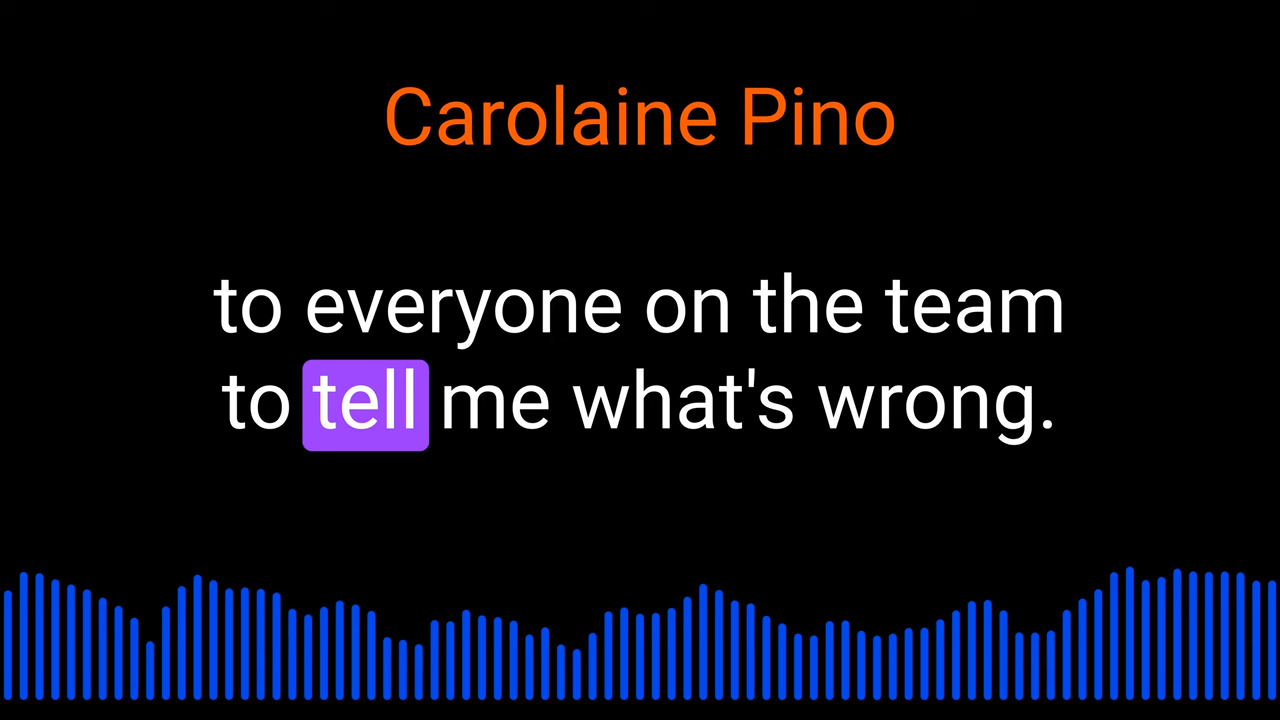 Carolaine Pino
to everyone on the team
to tell me what's wrong.